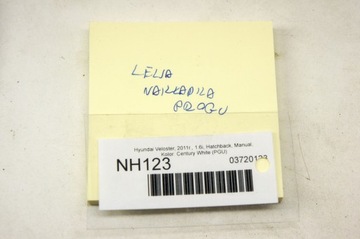 LEWA
NAKŁADKA
PROGU
Hyundai Veloster, 2011r., 1.6i, Hatchback, Manual,
Kolor: Century White (PGU)
NH123
03720123